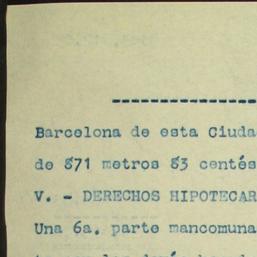 Barcelona de esta Ciuda
de 871 metros 83 centés
V. - DERECHOS HIPOTECAR
Una 6a. parte mancomuna